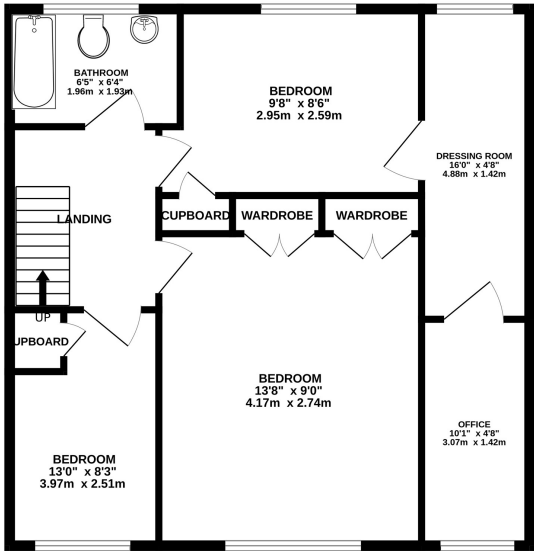 BATHROOM
6'5" x 6'4"
1.96m x 1.93m
BEDROOM
9'8" x 8'6"
2.95m x 2.59m
DRESSING ROOM
16'0" x 4'8"
4.88m x 1.42m
LANDING
CUPBOARD
WARDROBE
WARDROBE
UP
UPBOARD
BEDROOM
13'8" x 9'0"
4.17m x 2.74m
OFFICE
10'1" x 4'8"
3.07m x 1.42m
BEDROOM
13'0" x 8'3"
3.97m x 2.51m